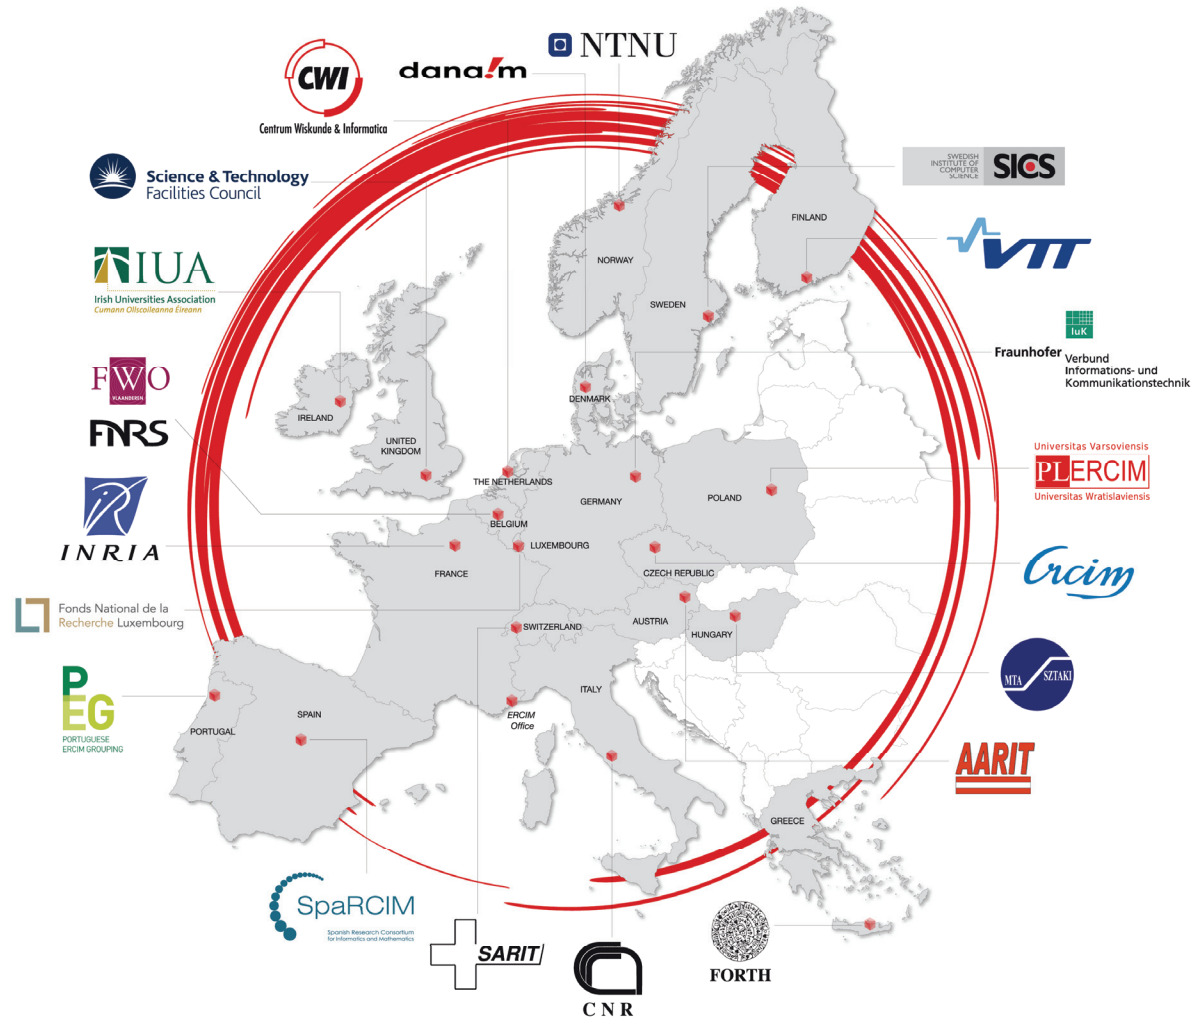 NTNU
dana!m
CWI
Centrum Wiskunde & Informatica
Science & Technology
Facilities Council
SWEDISH
INSTITUTE OF
COMPUTER
SCIENCE
SICS
FINLAND
VTT
NORWAY
IUA
Irish Universities Association
Cumann Ollscoileanna Éireann
SWEDEN
IuK
Fraunhofer
Verbund
Informations- und
Kommunikationstechnik
FWO
VLAANDEREN
DENMARK
IRELAND
FNRS
UNITED
KINGDOM
Universitas Varsoviensis
PLERCIM
Universitas Wratislaviensis
THE NETHERLANDS
GERMANY
POLAND
BELGIUM
INRIA
LUXEMBOURG
FRANCE
CZECH REPUBLIC
Crcim
Fonds National de la
Recherche Luxembourg
SWITZERLAND
AUSTRIA
HUNGARY
MTA
SZTAKI
PEG
PORTUGUESE
ERCIM GROUPING
ITALY
SPAIN
PORTUGAL
ERCIM
Office
AARIT
GREECE
SpaRCIM
Spanish Research Consortium
for Informatics and Mathematics
SARIT
CNR
FORTH